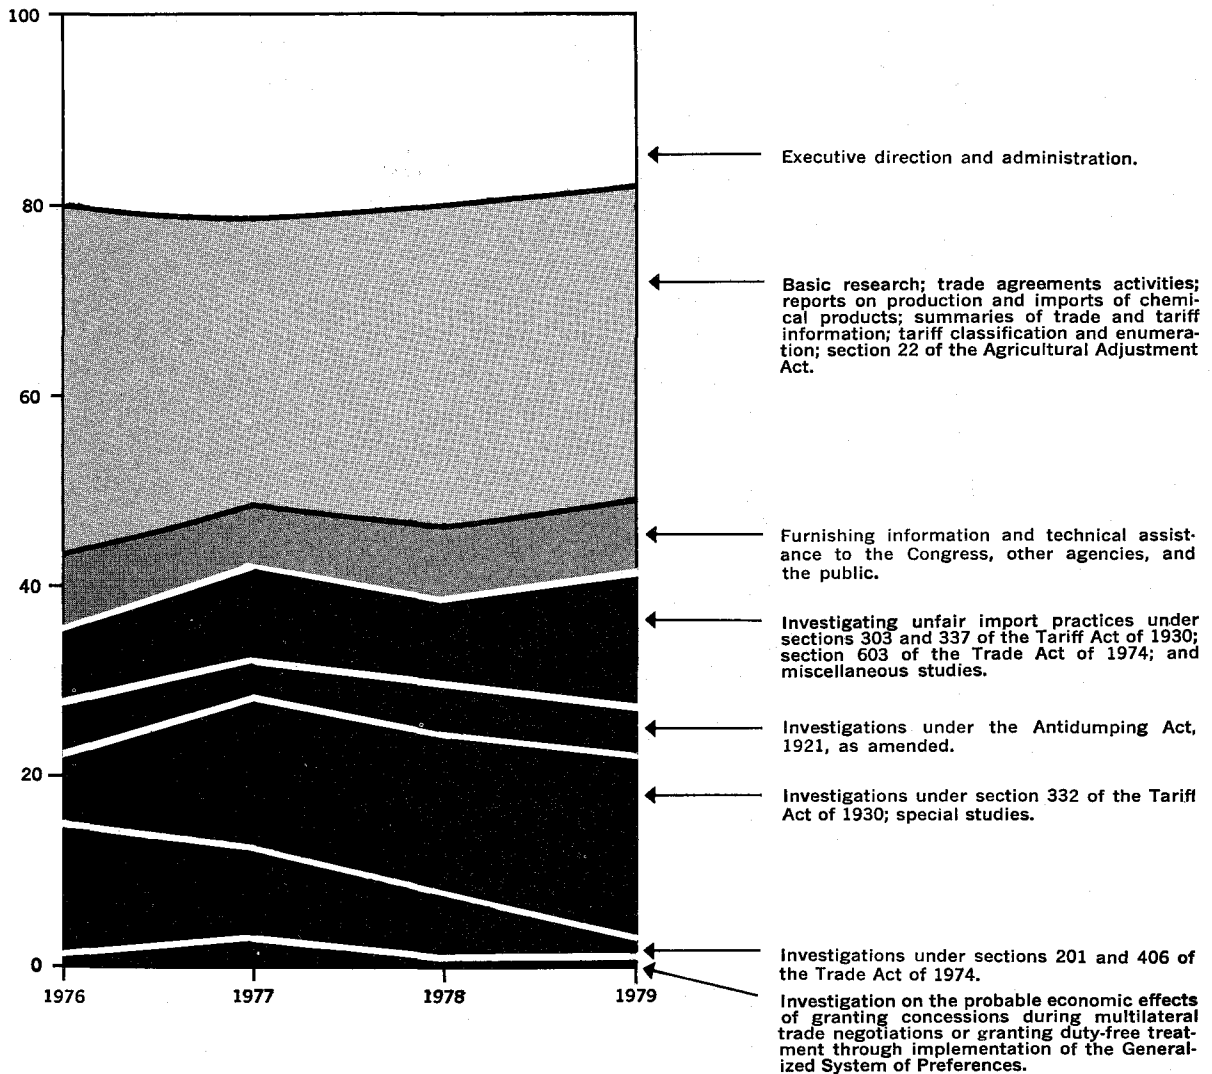 100
80
60
40
20
0
1976
1977
1978
1979
Executive direction and administration.
Basic research; trade agreements activities;
reports on production and imports of chemi-
cal products; summaries of trade and tariff
information; tariff classification and enumera-
tion; section 22 of the Agricultural Adjustment
Act.
Furnishing information and technical assist-
ance to the Congress, other agencies, and
the public.
Investigating unfair import practices under
sections 303 and 337 of the Tariff Act of 1930;
section 603 of the Trade Act of 1974; and
miscellaneous studies.
Investigations under the Antidumping Act,
1921, as amended.
Investigations under section 332 of the Tariff
Act of 1930; special studies.
Investigations under sections 201 and 406 of
the Trade Act of 1974.
Investigation on the probable economic effects
of granting concessions during multilateral
trade negotiations or granting duty-free treat-
ment through implementation of the General-
ized System of Preferences.